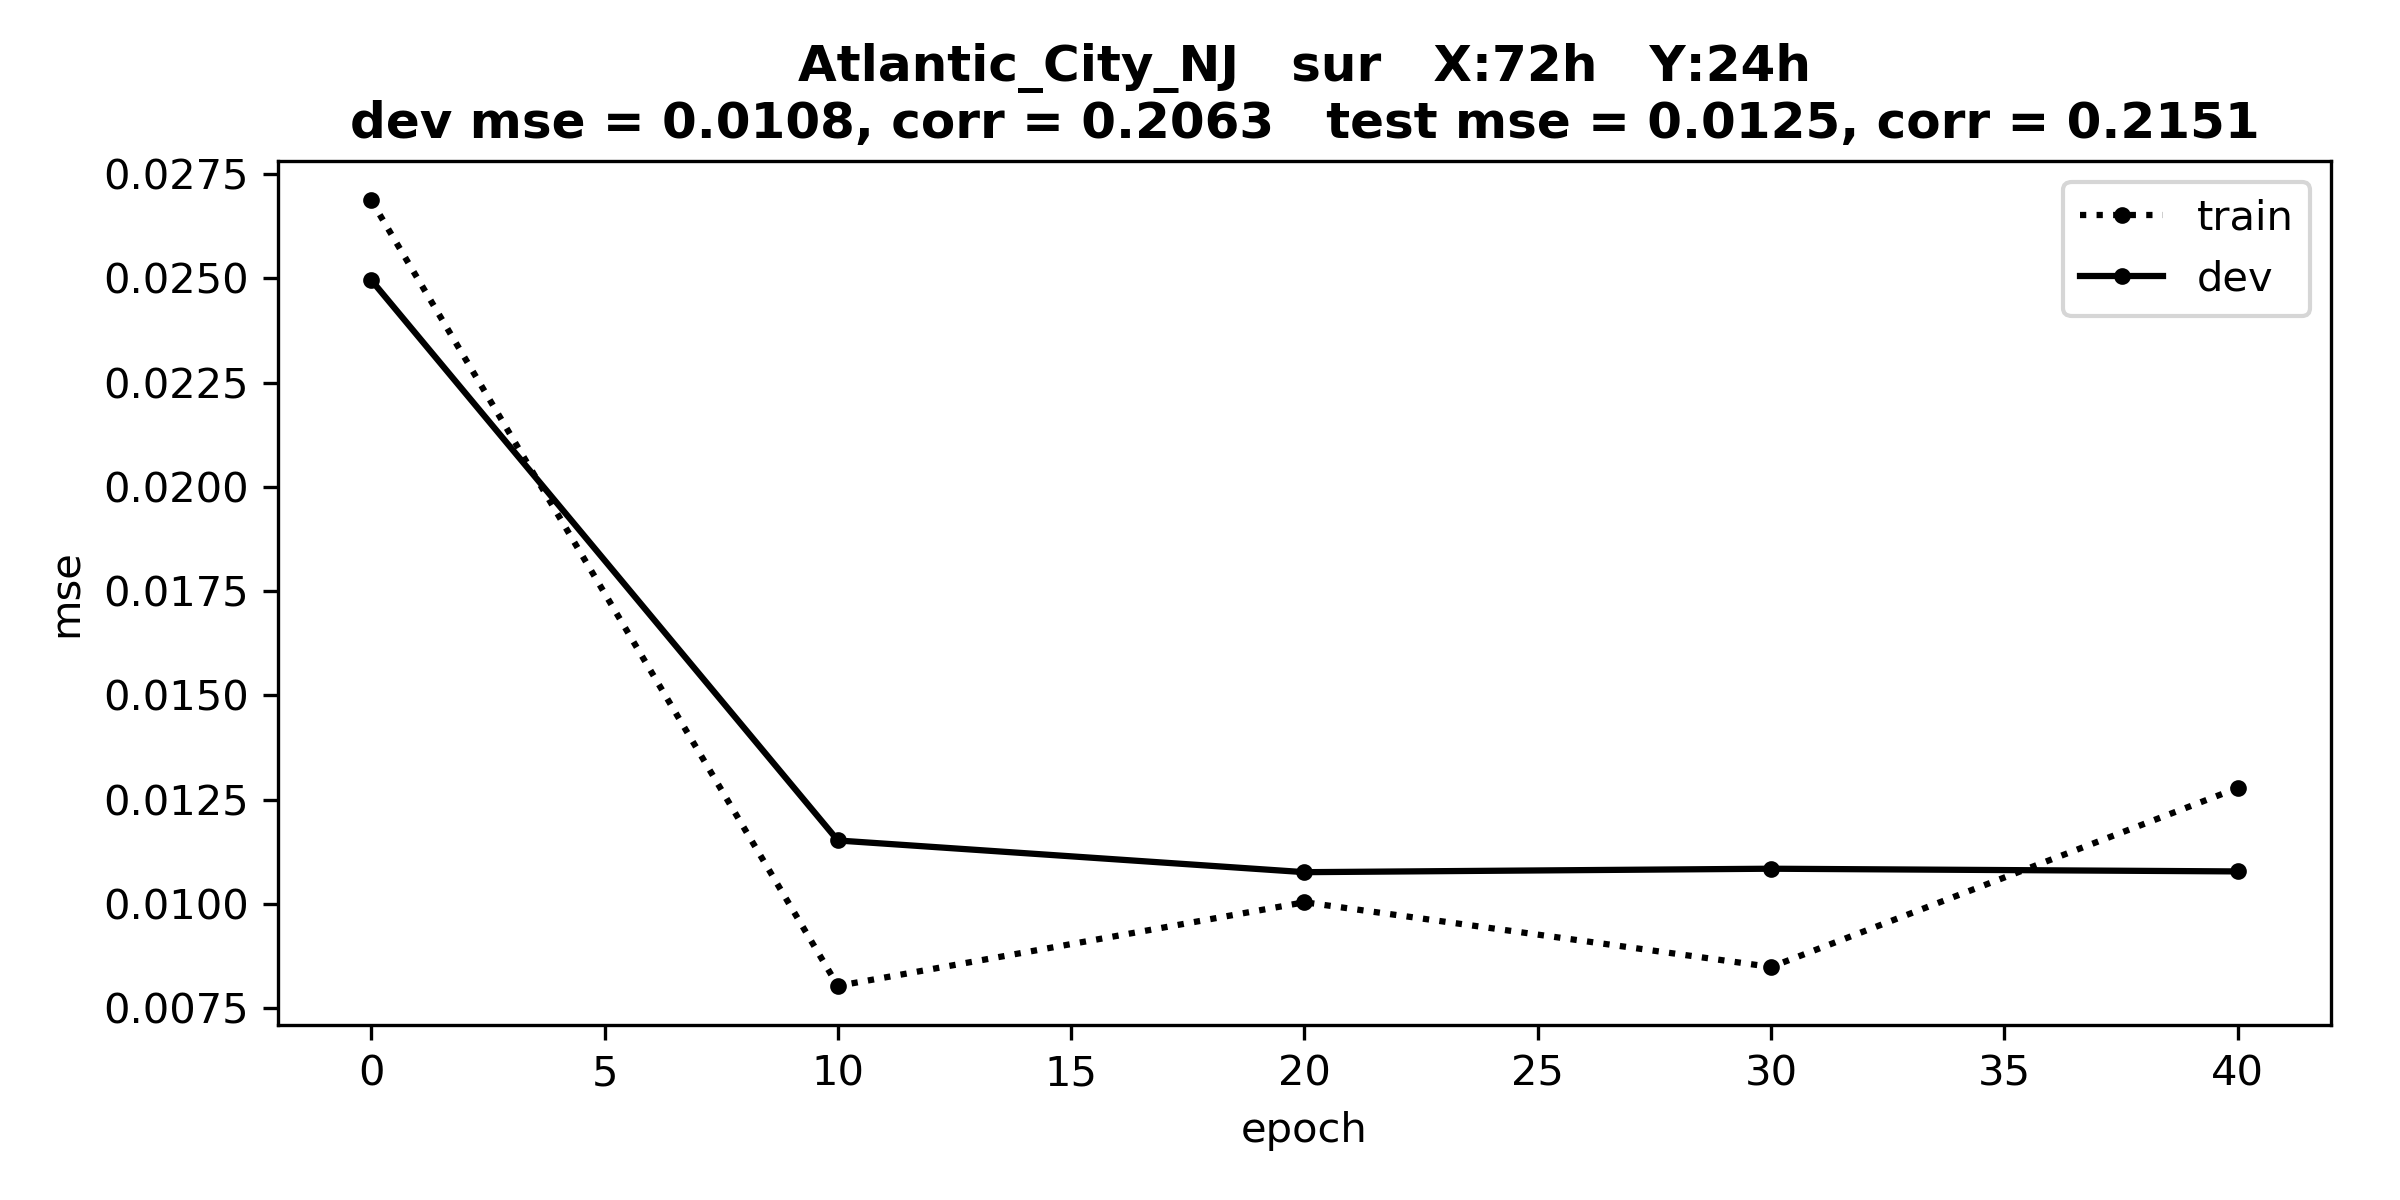 Atlantic_City_NJ   sur   X:72h   Y:24h
dev mse = 0.0108, corr = 0.2063   test mse = 0.0125, corr = 0.2151
0.0275
0.0250
0.0225
0.0200
0.0175
0.0150
0.0125
0.0100
0.0075
mse
train
dev
0 5 10 15 20 25 30 35 40
epoch